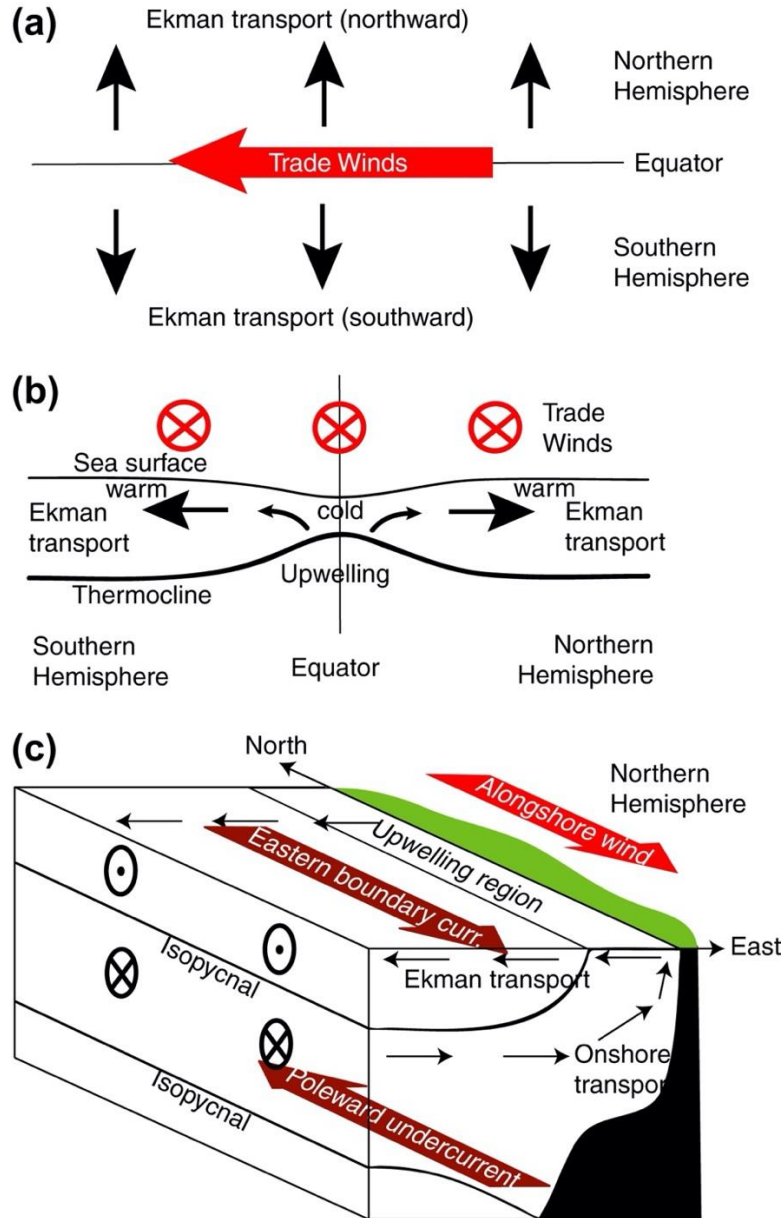 (a)
Ekman transport (northward)
Northern
Hemisphere
Trade Winds
Equator
Southern
Hemisphere
Ekman transport (southward)
(b)
Trade
Winds
Sea surface
warm
warm
cold
Ekman
transport
Ekman
transport
Upwelling
Thermocline
Southern
Hemisphere
Equator
Northern
Hemisphere
(c)
North
Northern
Hemisphere
Alongshore wind
Upwelling region
Eastern boundary curr.
East
Isopycnal
Ekman transport
Onshore
transport
Isopycnal
Poleward undercurrent